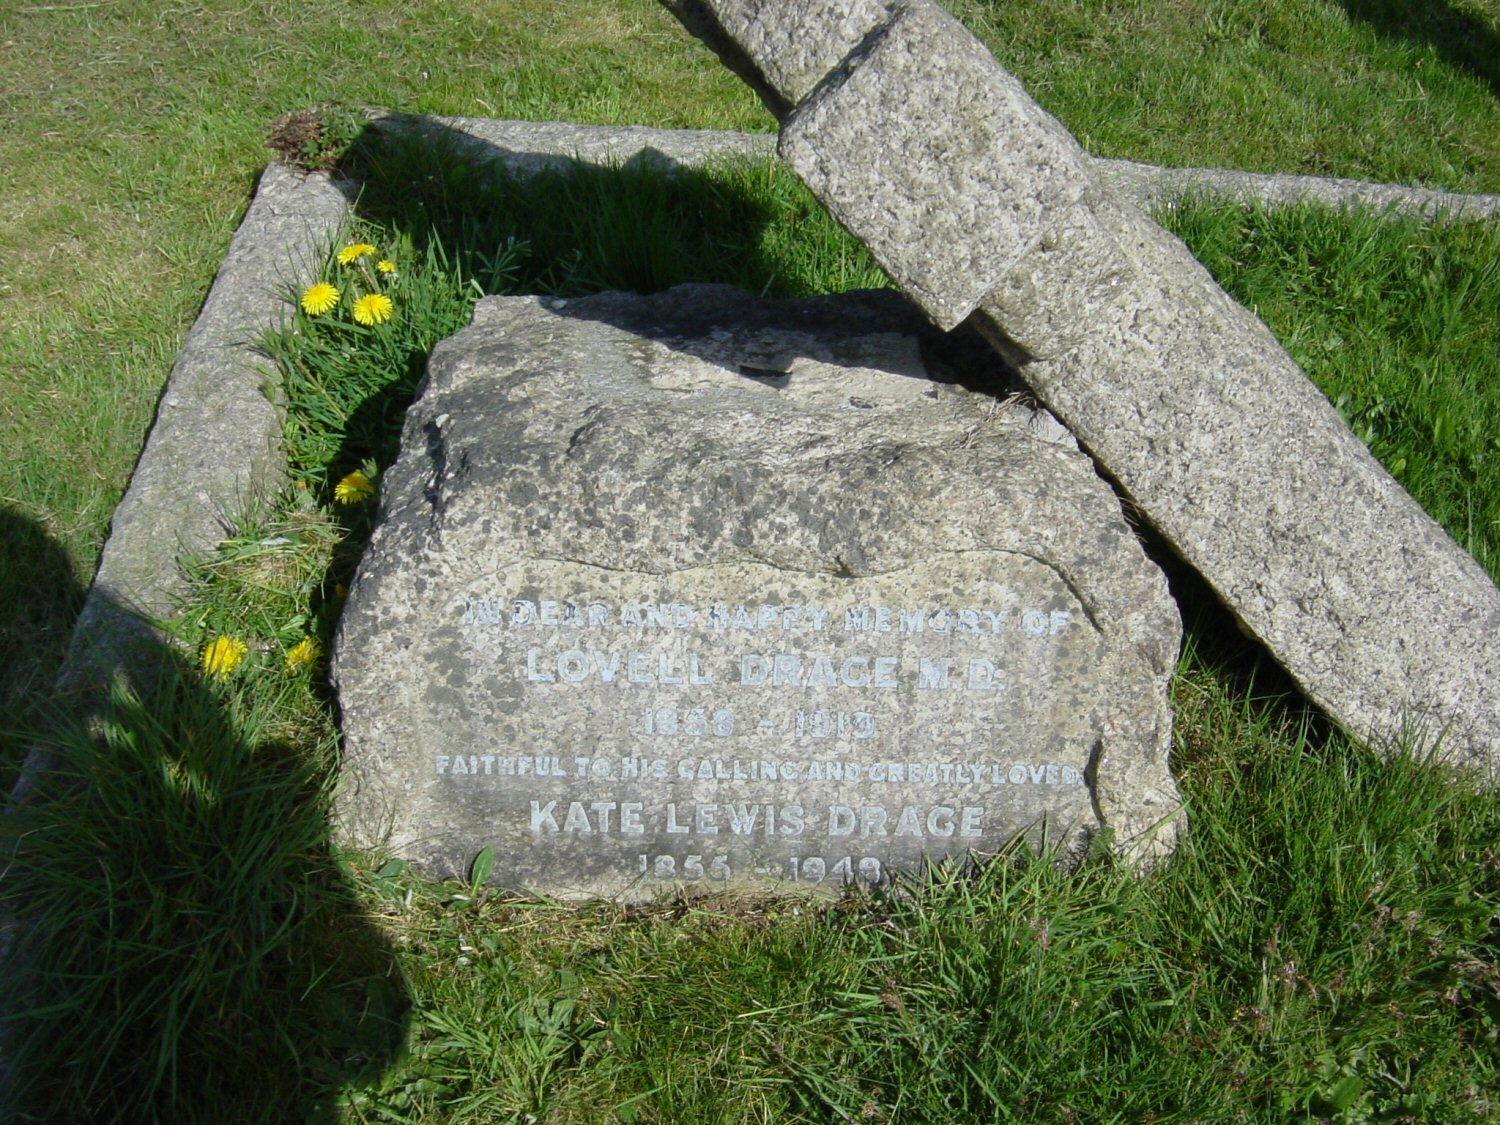 IN DEAR AND HAPPY MEMORY OF
LOVELL DRAGE M.D.
1858 - 1919
FAITHFUL TO HIS CALLING AND GREATLY LOVED
KATE LEWIS DRAGE
1856 - 1949